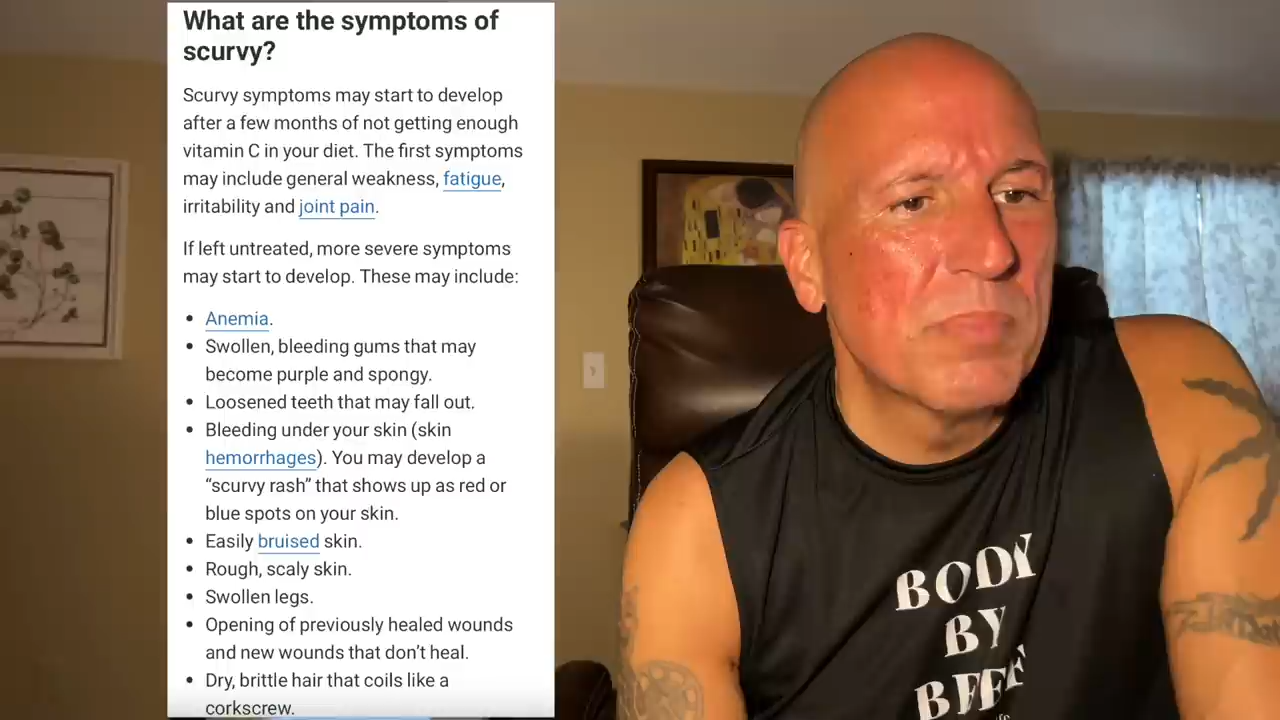 What are the symptoms of
scurvy?
Scurvy symptoms may start to develop
after a few months of not getting enough
vitamin C in your diet. The first symptoms
may include general weakness, fatigue,
irritability and joint pain.
If left untreated, more severe symptoms
may start to develop. These may include:
• Anemia.
• Swollen, bleeding gums that may
become purple and spongy.
• Loosened teeth that may fall out.
• Bleeding under your skin (skin
hemorrhages). You may develop a
“scurvy rash” that shows up as red or
blue spots on your skin.
• Easily bruised skin.
• Rough, scaly skin.
• Swollen legs.
• Opening of previously healed wounds
and new wounds that don’t heal.
• Dry, brittle hair that coils like a
corkscrew.
BODY
BY
BEEF